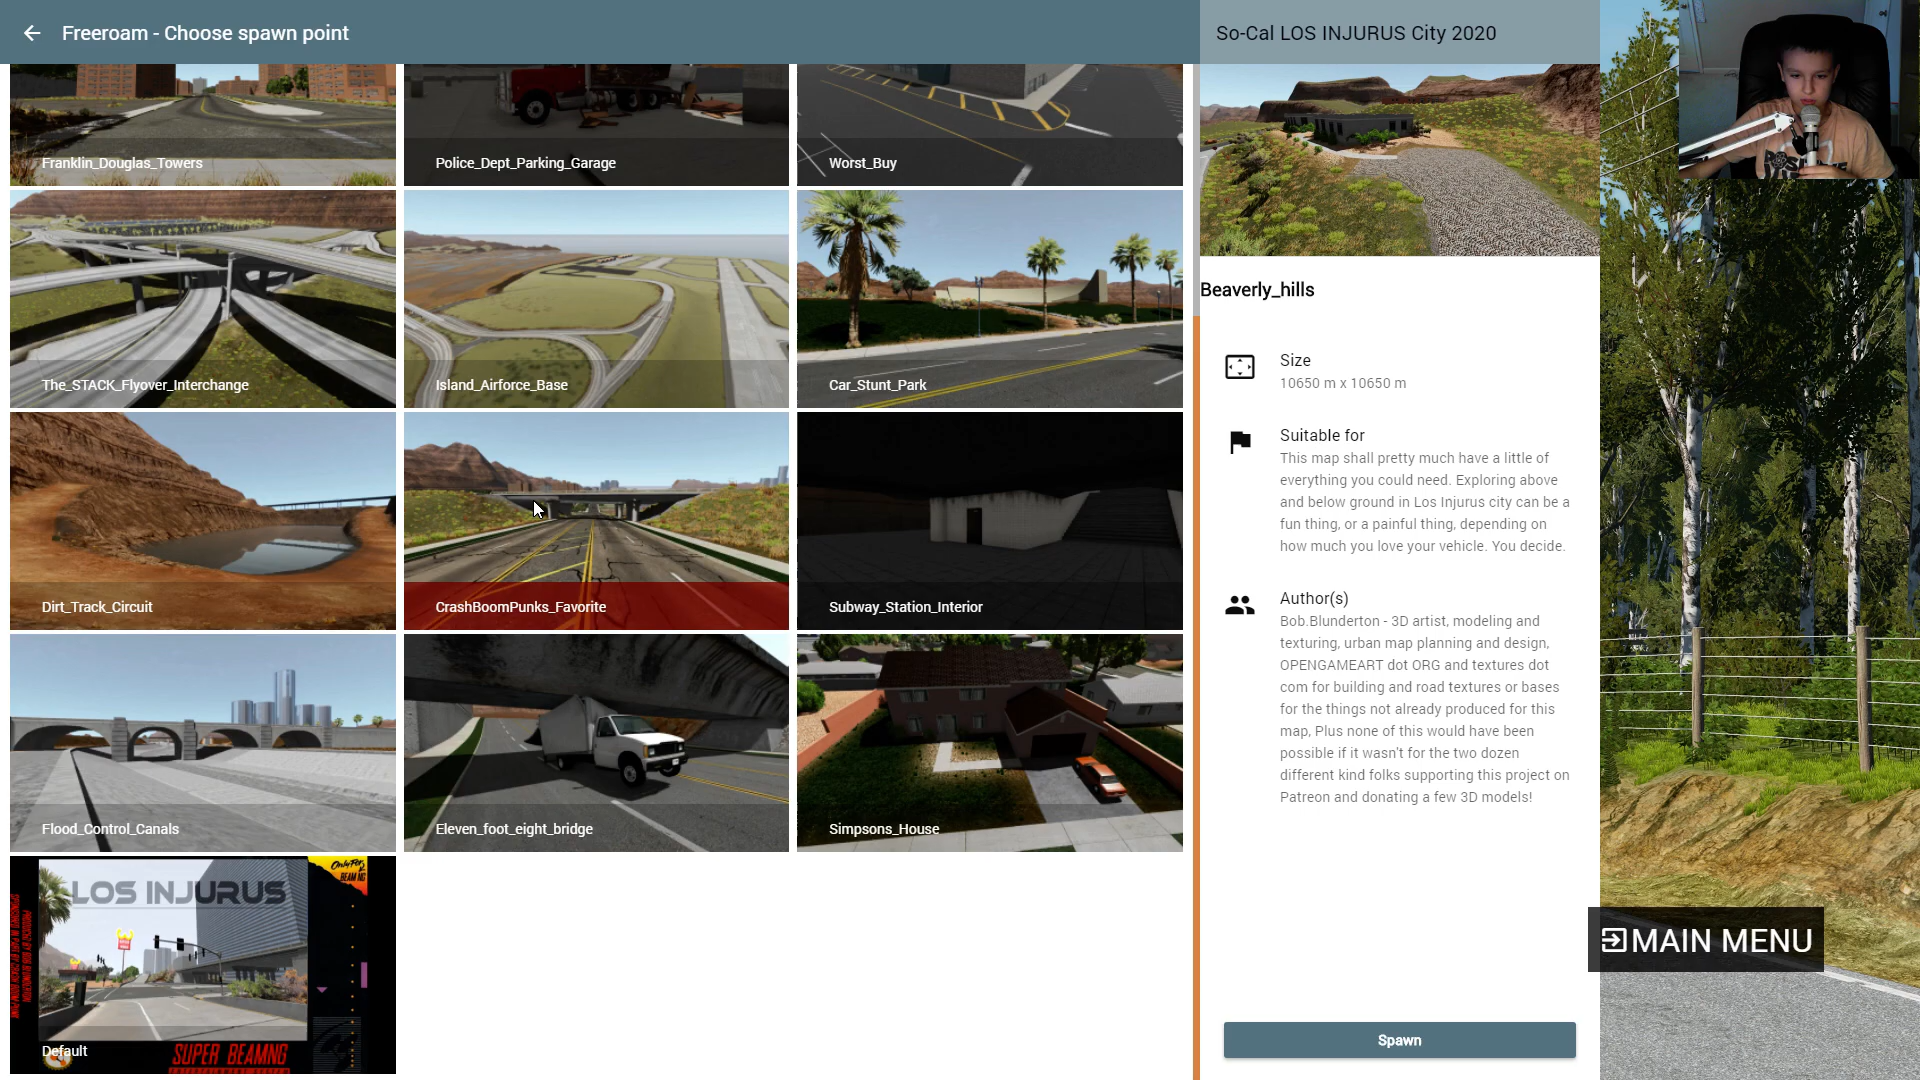 Freeroam - Choose spawn point
So-Cal LOS INJURUS City 2020
Franklin_Douglas_Towers
Police_Dept_Parking_Garage
Worst_Buy
The_STACK_Flyover_Interchange
Island_Airforce_Base
Car_Stunt_Park
Dirt_Track_Circuit
CrashBoomPunks_Favorite
Subway_Station_Interior
Flood_Control_Canals
Eleven_foot_eight_bridge
Simpsons_House
LOS INJURUS
Only For
BEAM NG
Default
SUPER BEAMNG
Beaverly_hills
Size
10650 m x 10650 m
Suitable for
This map shall pretty much have a little of
everything you could need. Exploring above
and below ground in Los Injurus city can be a
fun thing, or a painful thing, depending on
how much you love your vehicle. You decide.
Author(s)
Bob.Blunderton - 3D artist, modeling and
texturing, urban map planning and design,
OPENGAMEART dot ORG and textures dot
com for building and road textures or bases
for the things not already produced for this
map, Plus none of this would have been
possible if it wasn't for the two dozen
different kind folks supporting this project on
Patreon and donating a few 3D models!
Spawn
MAIN MENU